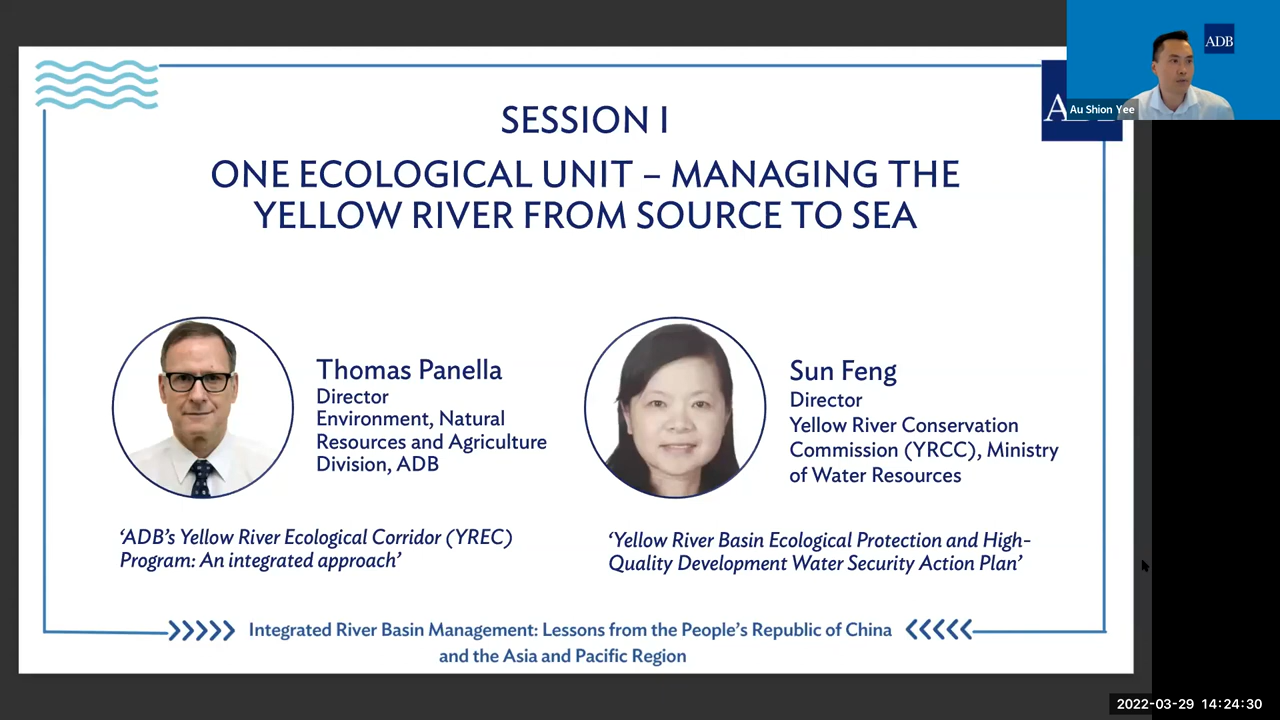 ADB
Au Shion Yee
SESSION I
ONE ECOLOGICAL UNIT – MANAGING THE
YELLOW RIVER FROM SOURCE TO SEA
Thomas Panella
Director
Environment, Natural
Resources and Agriculture
Division, ADB
Sun Feng
Director
Yellow River Conservation
Commission (YRCC), Ministry
of Water Resources
‘ADB’s Yellow River Ecological Corridor (YREC)
Program: An integrated approach’
‘Yellow River Basin Ecological Protection and High-
Quality Development Water Security Action Plan’
Integrated River Basin Management: Lessons from the People’s Republic of China
and the Asia and Pacific Region
2022-03-29 14:24:30